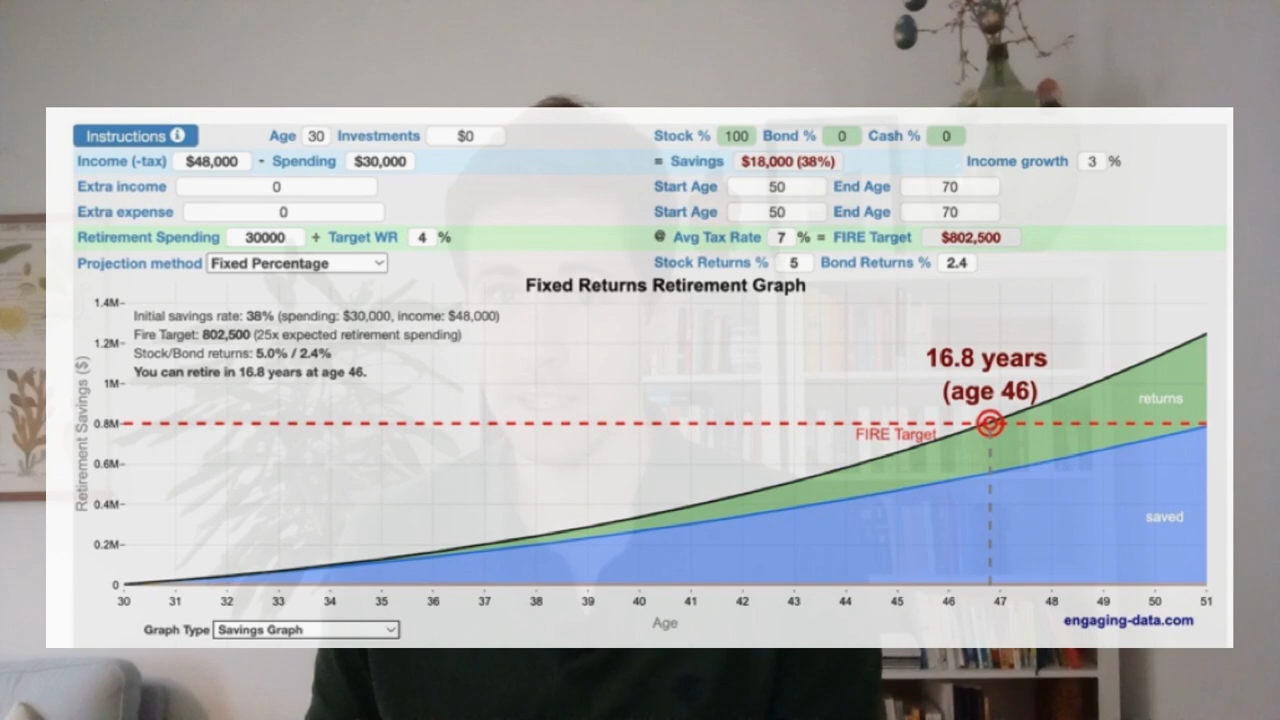 Instructions i Age 30 Investments $0 Stock % 100 Bond % 0 Cash % 0
Income (-tax) $48,000 - Spending $30,000 = Savings $18,000 (38%) Income growth 3 %
Extra income 0 Start Age 50 End Age 70
Extra expense 0 Start Age 50 End Age 70
Retirement Spending 30000 ÷ Target WR 4 % @ Avg Tax Rate 7 % = FIRE Target $802,500
Projection method Fixed Percentage Stock Returns % 5 Bond Returns % 2.4
Fixed Returns Retirement Graph
Initial savings rate: 38% (spending: $30,000, income: $48,000)
Fire Target: 802,500 (25x expected retirement spending)
Stock/Bond returns: 5.0% / 2.4%
You can retire in 16.8 years at age 46.
Retirement Savings ($)
1.4M
1.2M
1M
0.8M
0.6M
0.4M
0.2M
0
16.8 years
(age 46)
returns
FIRE Target
saved
30 31 32 33 34 35 36 37 38 39 40 41 42 43 44 45 46 47 48 49 50 51
Age
engaging-data.com
Graph Type Savings Graph